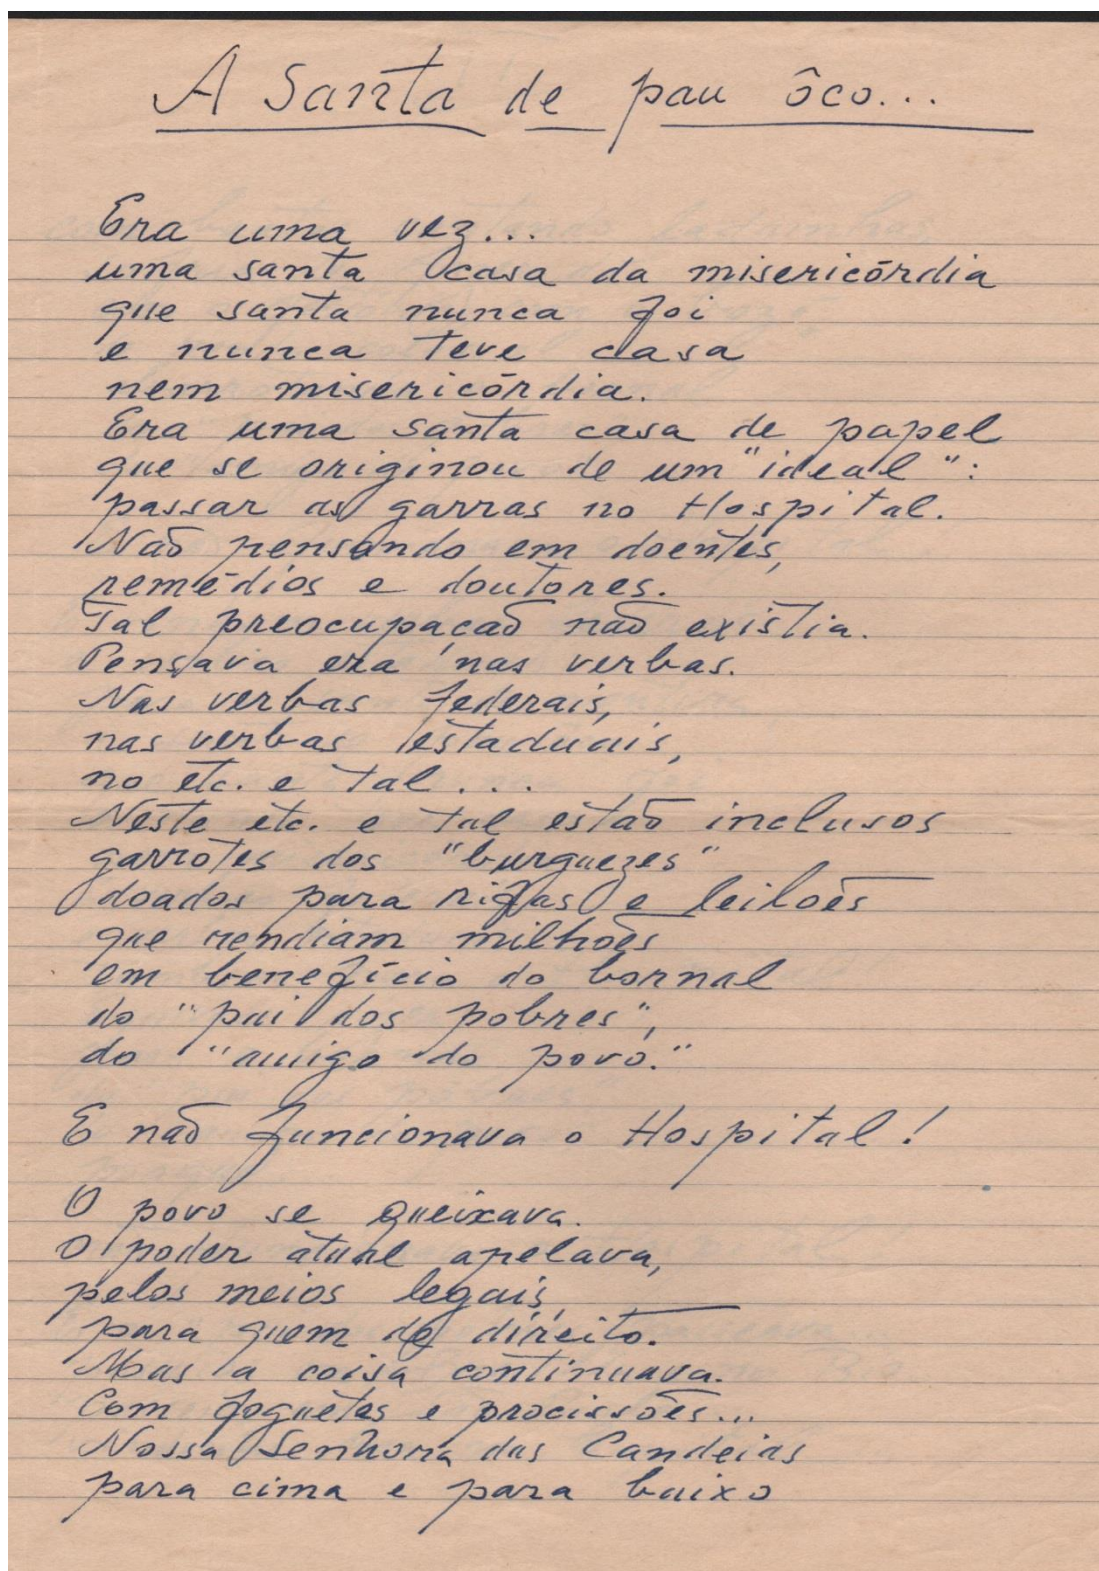 A Santa de pau ôco...
Era uma vez...
uma santa casa da misericórdia
que santa nunca foi
e nunca teve casa
nem misericórdia.
Era uma santa casa de papel
que se originou de um "ideal":
passar as garras no Hospital.
Não pensando em doentes,
remédios e doutores.
Tal preocupação não existia.
Pensava era nas verbas.
Nas verbas federais,
nas verbas estaduais,
no etc. e tal...
Neste etc. e tal estão inclusos
garrotes dos "burguezes"
doados para rifas e leilões
que rendiam milhões
em benefício do bornal
do "pai dos pobres",
do "amigo do povo."
E não funcionava o Hospital!
O povo se queixava.
O poder atual apelava,
pelos meios legais,
para quem de direito.
Mas a coisa continuava.
Com foguetes e procissões...
Nossa Senhora das Candeias
para cima e para baixo